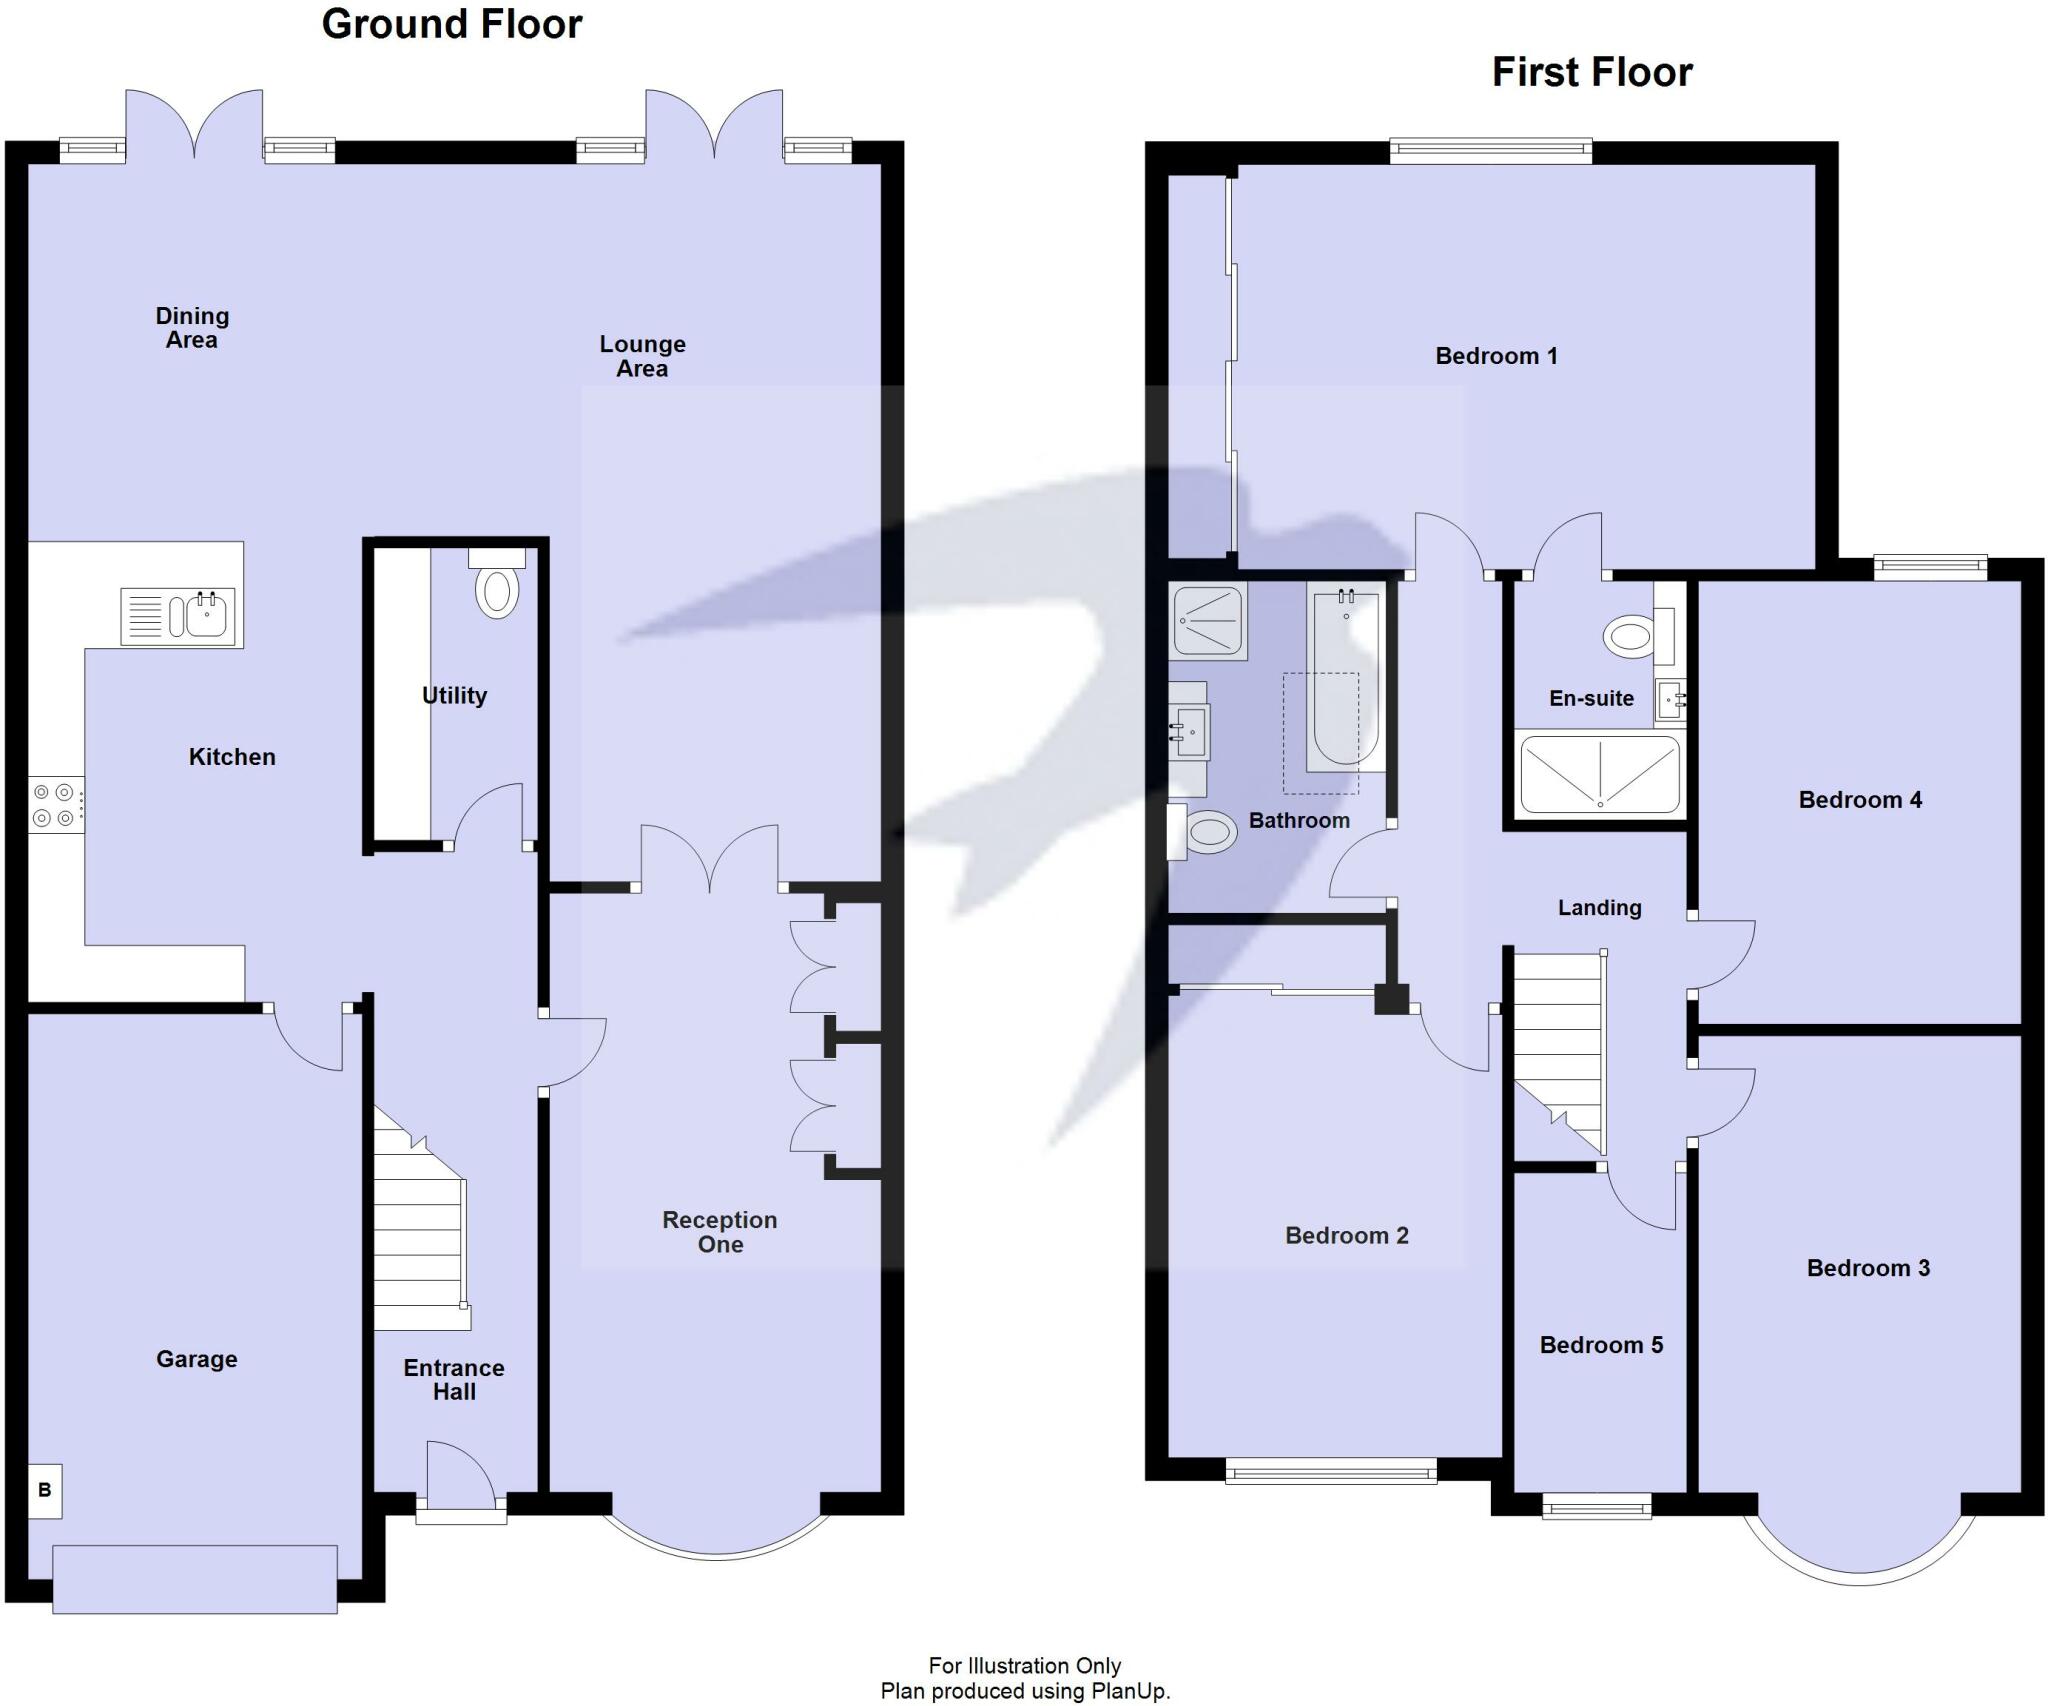 Ground Floor
Dining
Area
Lounge
Area
Utility
Kitchen
Reception
One
Garage
Entrance
Hall
B
First Floor
Bedroom 1
En-suite
Bedroom 4
Bathroom
Landing
Bedroom 2
Bedroom 3
Bedroom 5
For Illustration Only
Plan produced using PlanUp.